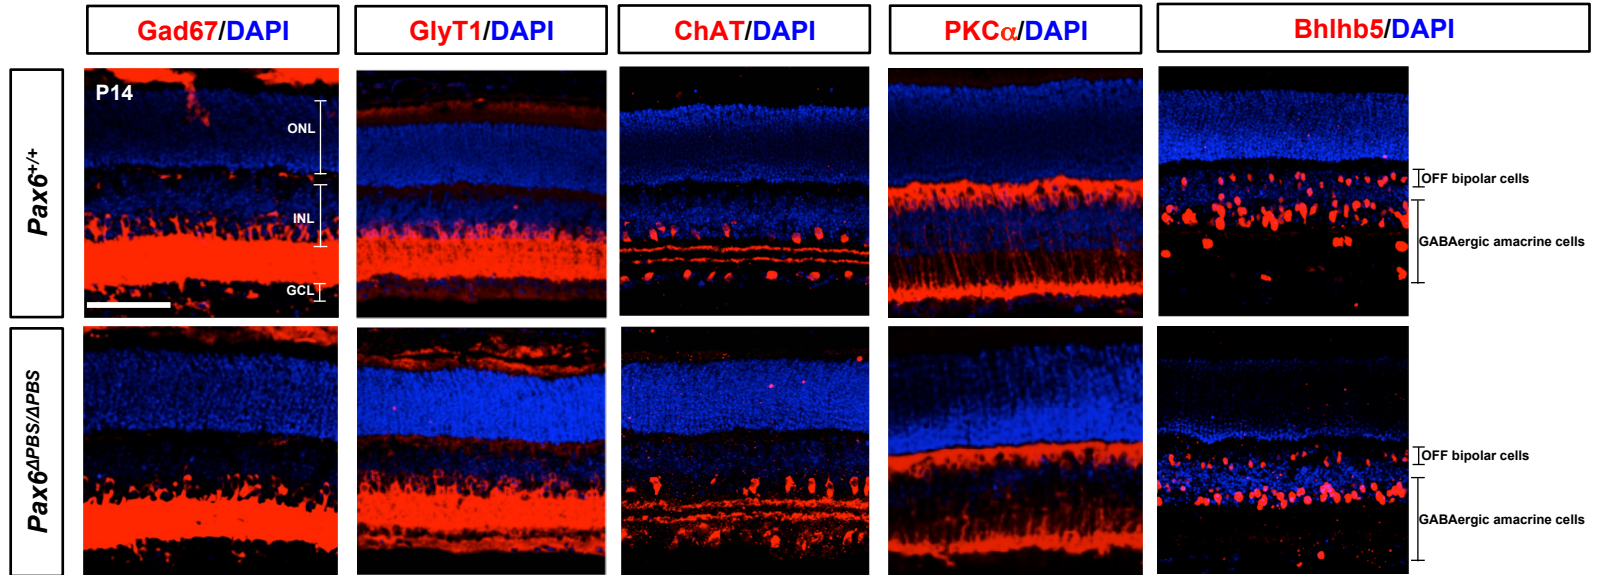 Gad67/DAPI
GlyT1/DAPI
ChAT/DAPI
PKCα/DAPI
Bhlhb5/DAPI
Pax6+/+
P14
ONL
INL
GCL
OFF bipolar cells
GABAergic amacrine cells
Pax6ΔPBS/ΔPBS
OFF bipolar cells
GABAergic amacrine cells